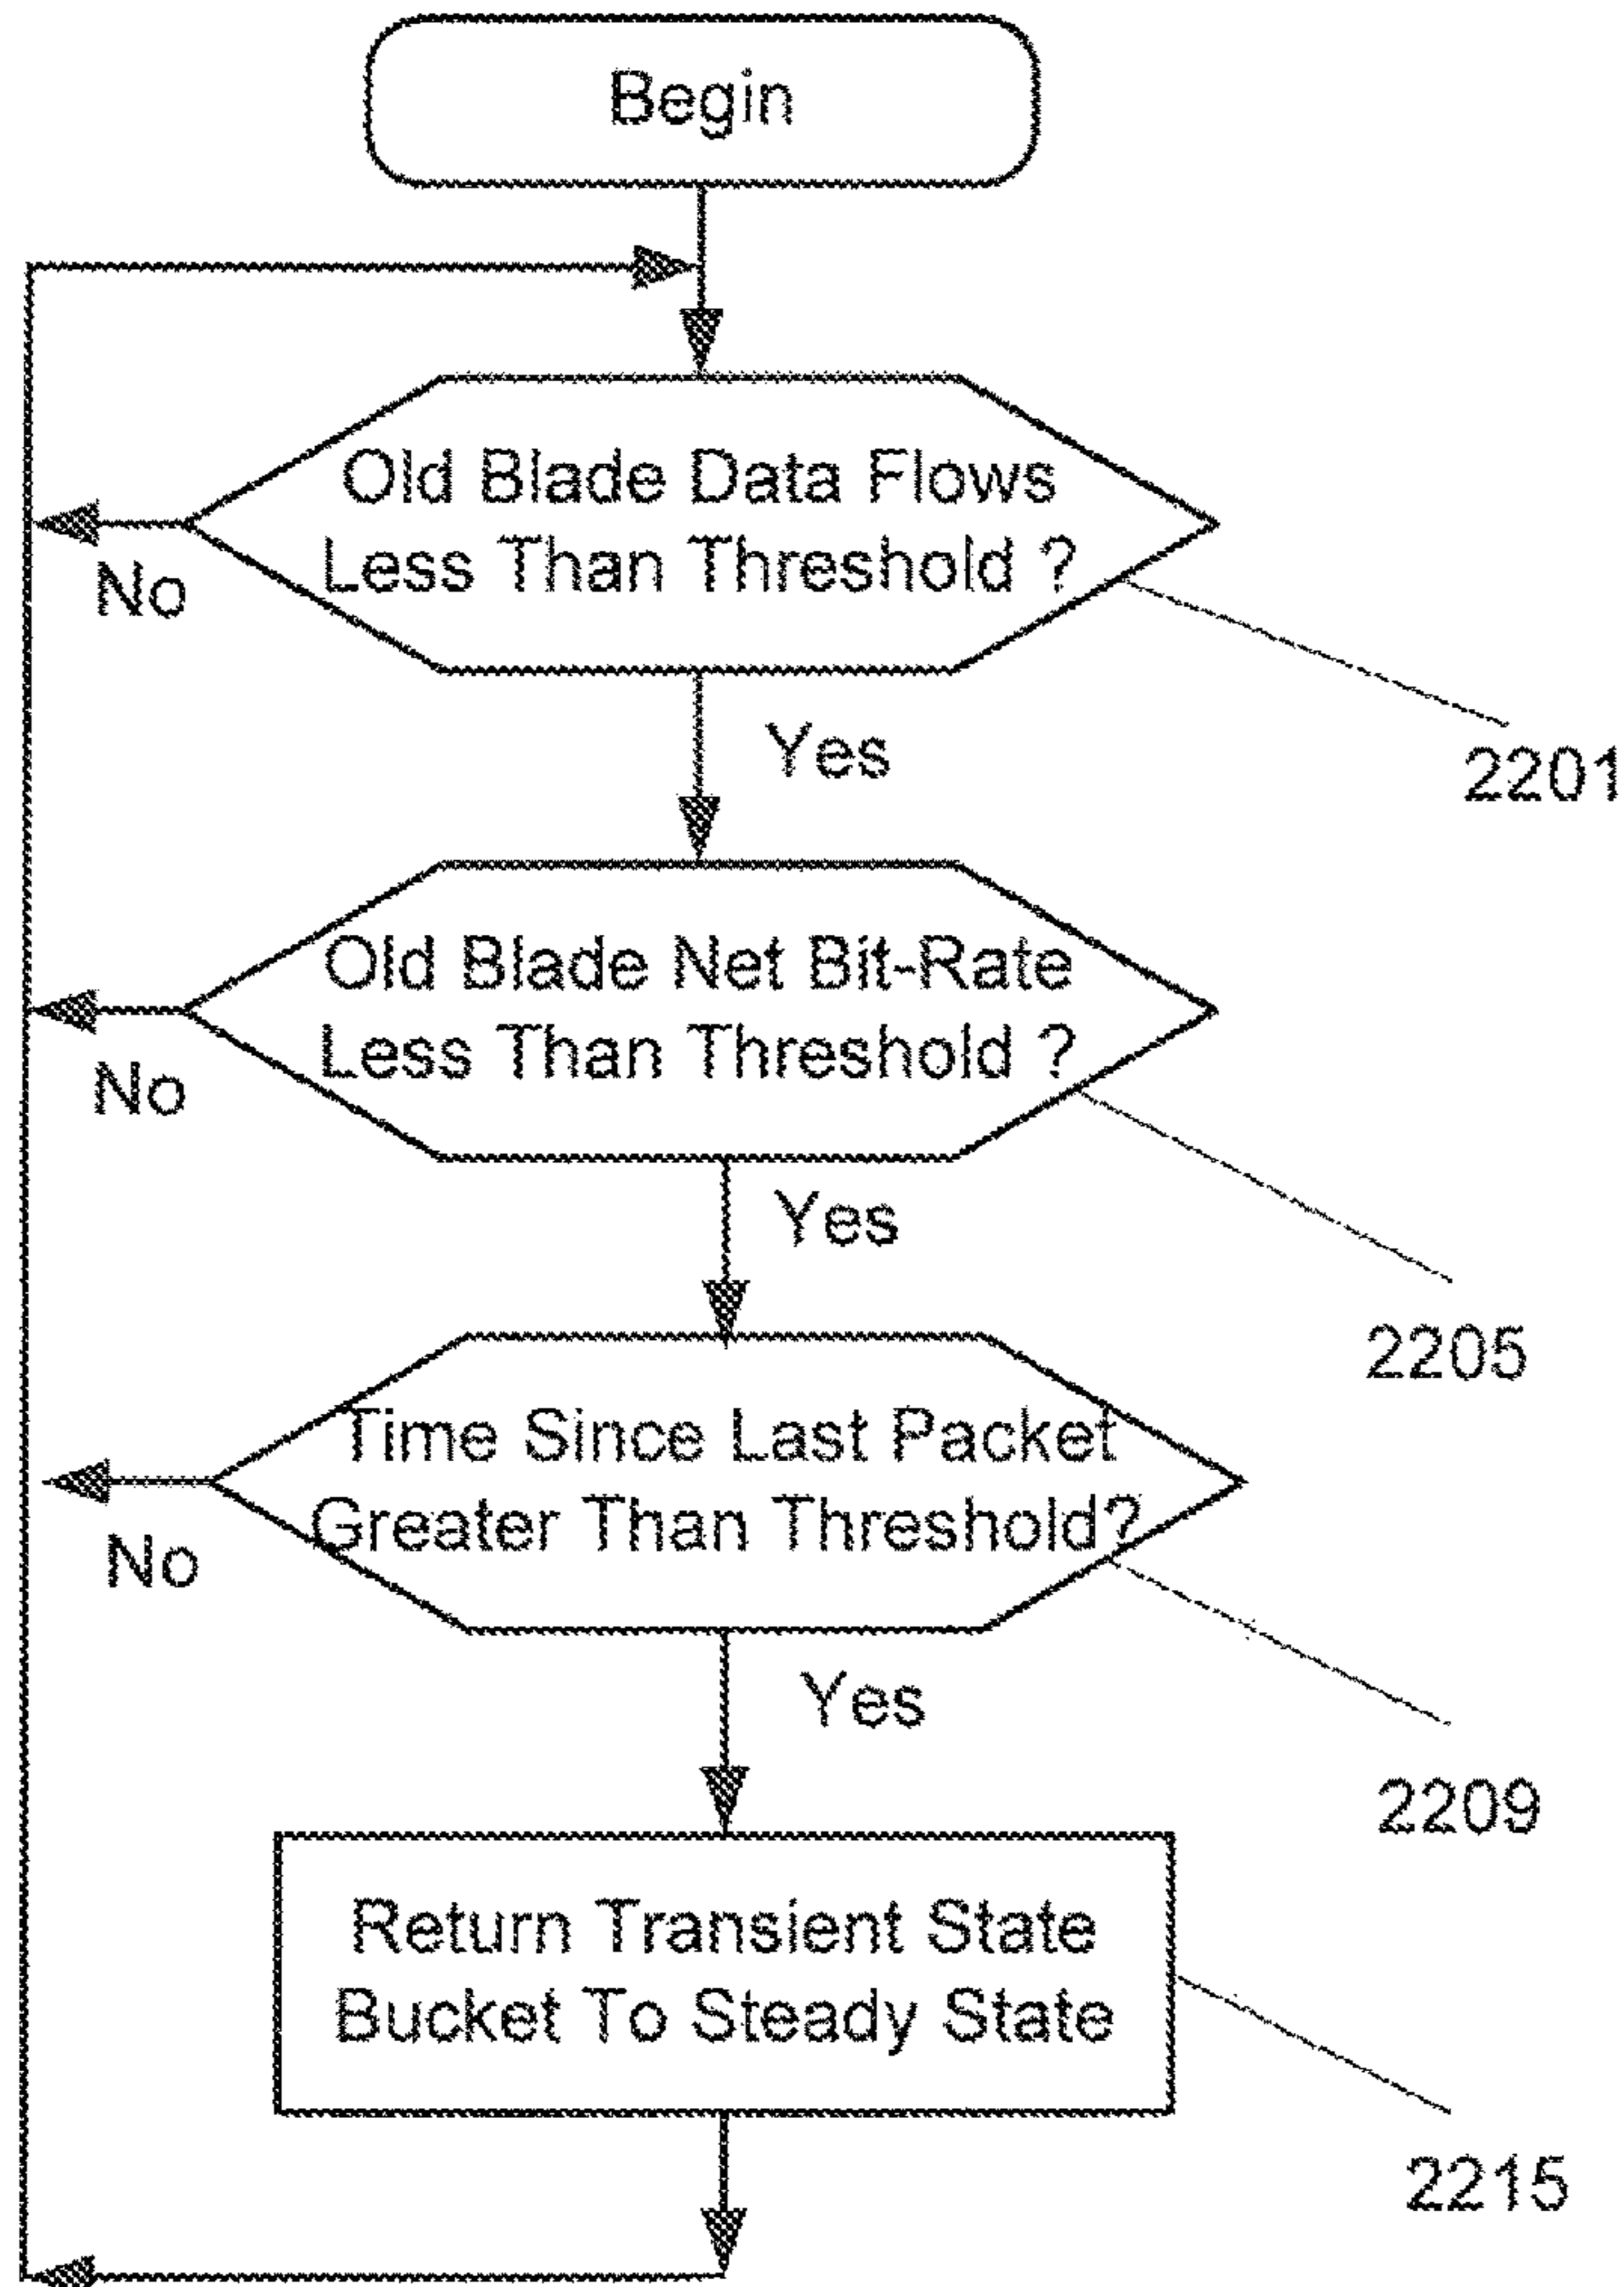 Begin
Old Blade Data Flows
Less Than Threshold ?
No
Yes
2201
Old Blade Net Bit-Rate
Less Than Threshold ?
No
Yes
2205
Time Since Last Packet
Greater Than Threshold?
No
Yes
2209
Return Transient State
Bucket To Steady State
2215